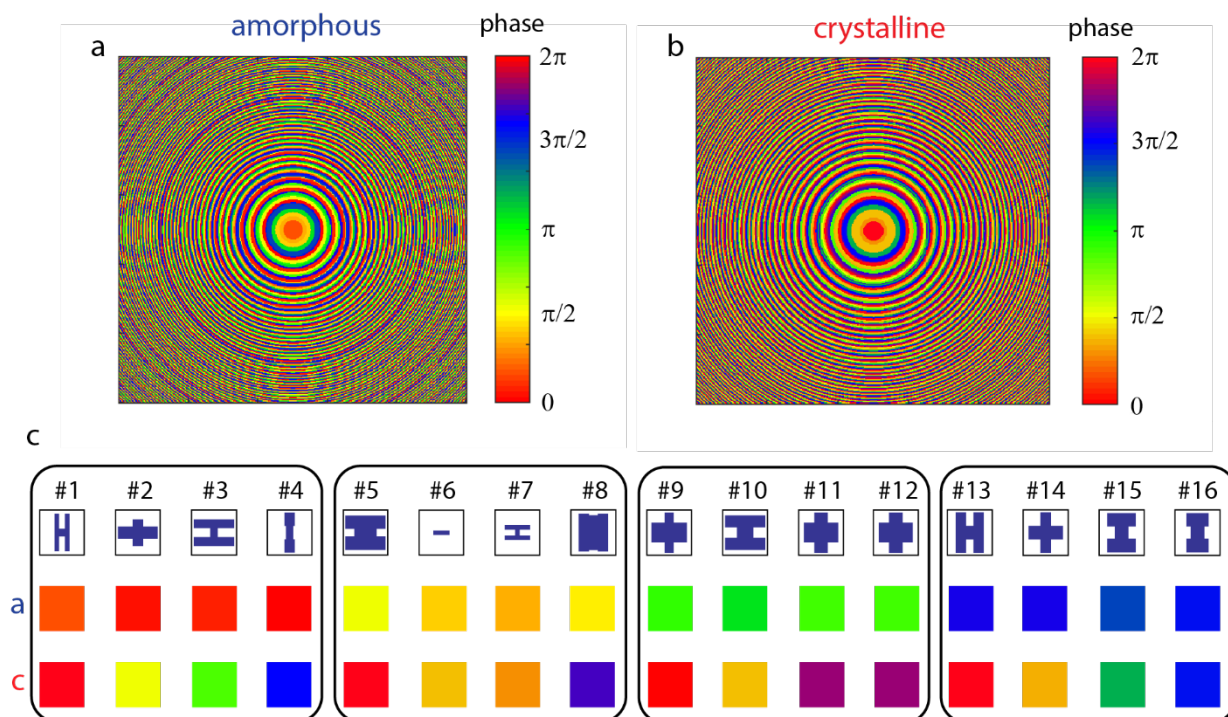 amorphous
a
phase
2π
3π/2
π
π/2
0
crystalline
b
phase
2π
3π/2
π
π/2
0
c
#1 #2 #3 #4 #5 #6 #7 #8 #9 #10 #11 #12 #13 #14 #15 #16
a
c